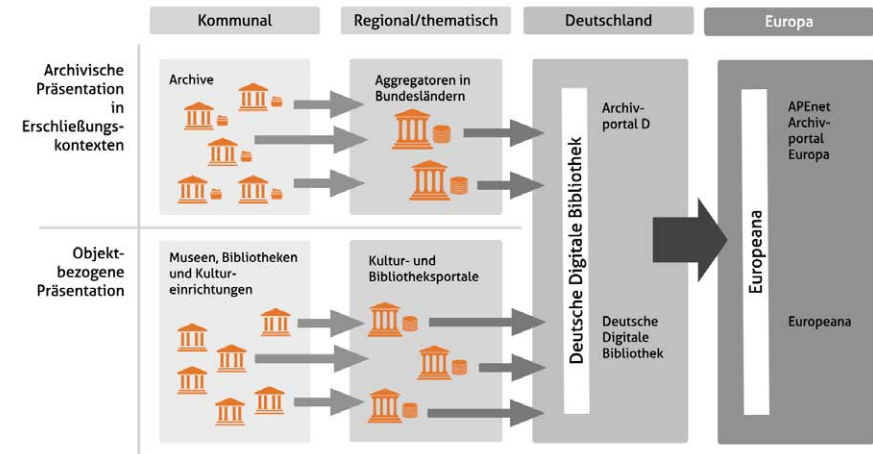 Kommunal
Regional/thematisch
Deutschland
Europa
Archivische
Präsentation
in
Erschließungs-
kontexten
Archive
Aggregatoren in
Bundesländern
Archiv-
portal D
APEnet
Archiv-
portal
Europa
Deutsche Digitale Bibliothek
Europeana
Objekt-
bezogene
Präsentation
Museen, Bibliotheken
und Kultur-
einrichtungen
Kultur- und
Bibliotheksportale
Deutsche
Digitale
Bibliothek
Europeana